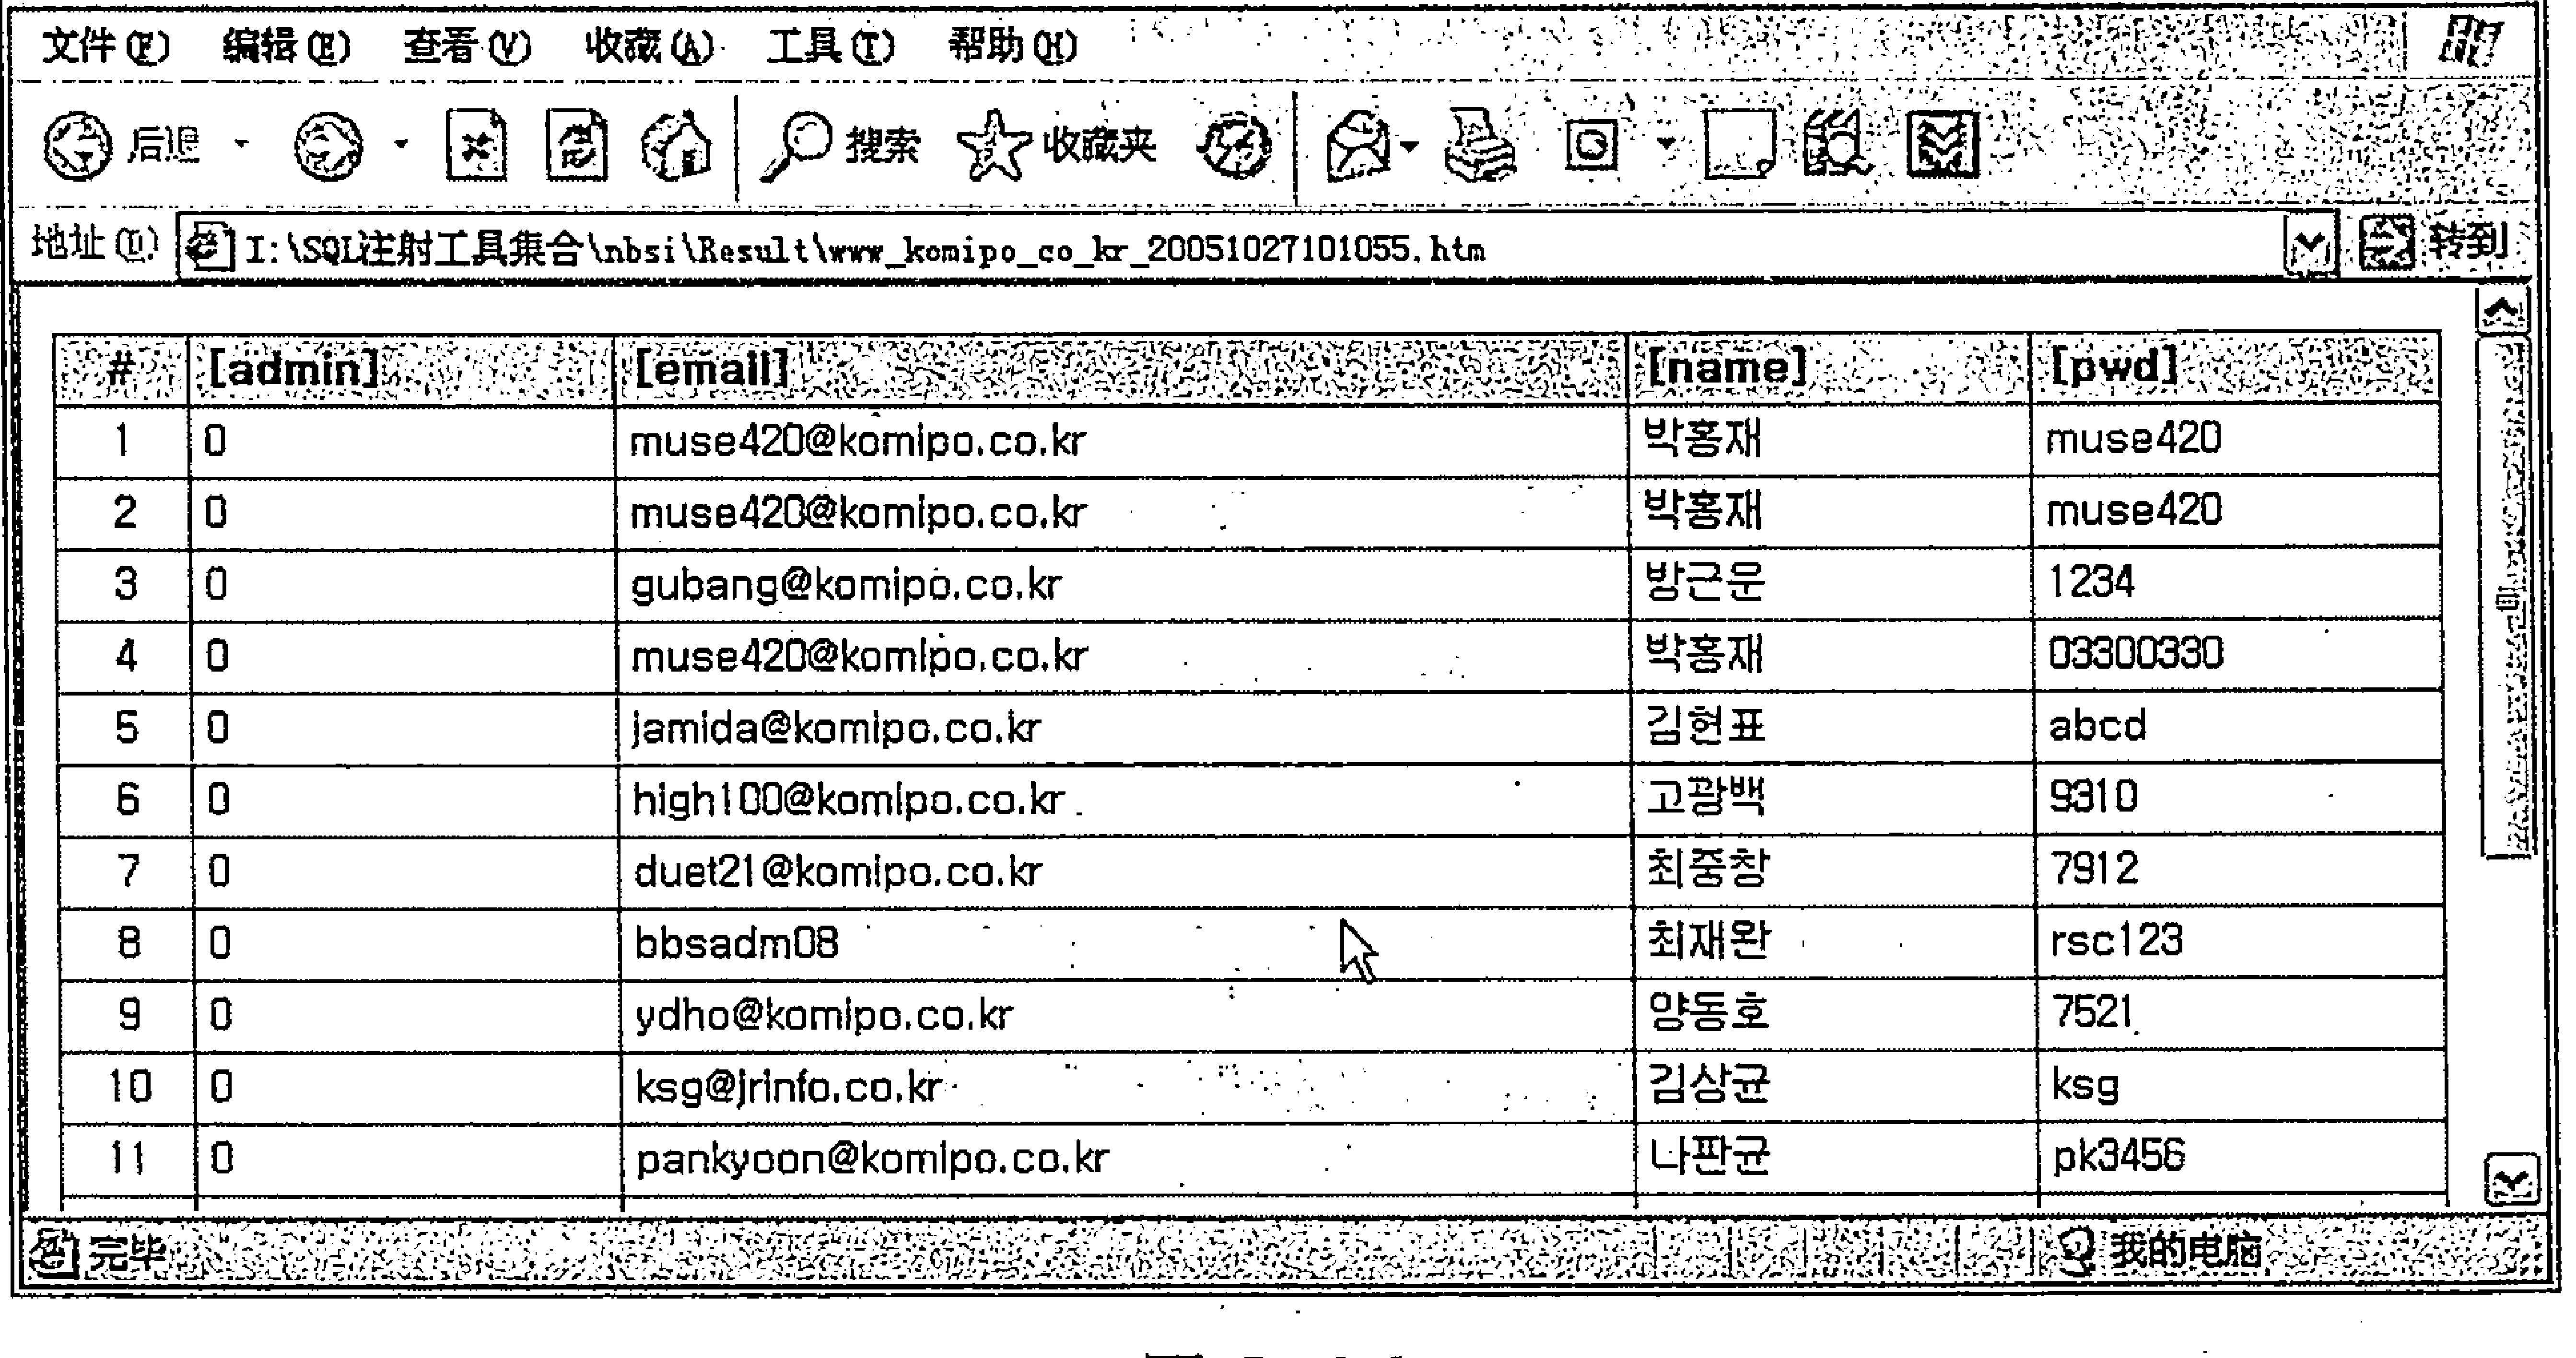 文件(F) 编辑(E) 查看(V) 收藏(A) 工具(T) 帮助(H)
后退 搜索 收藏夹
地址(D) I:\SQL注射工具集合\nbsi\Result\www_komipo_co_kr_20051027101055.htm 转到
# [admin] [email] [name] [pwd]
1 0 muse420@komipo.co.kr 박홍재 muse420
2 0 muse420@komipo.co.kr 박홍재 muse420
3 0 gubang@komipo.co.kr 방근운 1234
4 0 muse420@komipo.co.kr 박홍재 03300330
5 0 jamida@komipo.co.kr 김현표 abcd
6 0 high100@komipo.co.kr 고광백 9310
7 0 duet21@komipo.co.kr 최중창 7912
8 0 bbsadm08 최재완 rsc123
9 0 ydho@komipo.co.kr 양동호 7521
10 0 ksg@jrinfo.co.kr 김상균 ksg
11 0 pankyoon@komipo.co.kr 나판균 pk3456
完毕 我的电脑